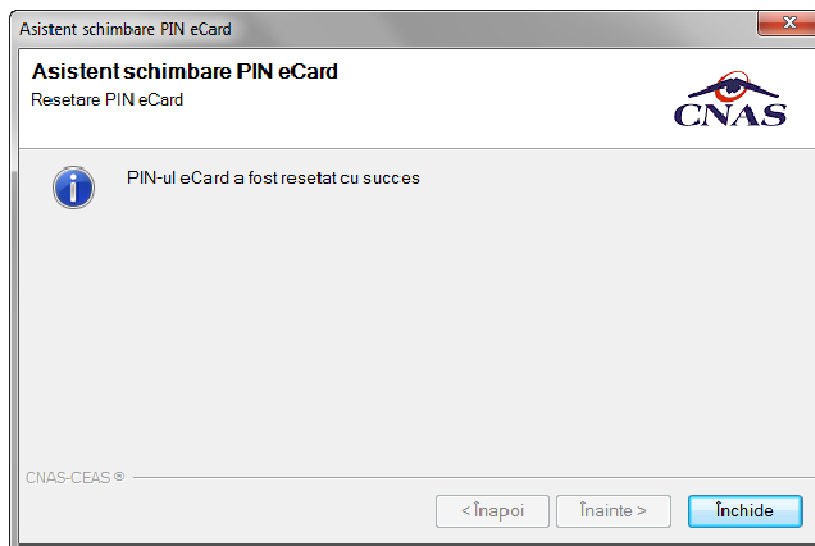 Asistent schimbare PIN eCard
Asistent schimbare PIN eCard
Resetare PIN eCard
CNAS
PIN-ul eCard a fost resetat cu succes
CNAS-CEAS ®
< Înapoi
Înainte >
Închide